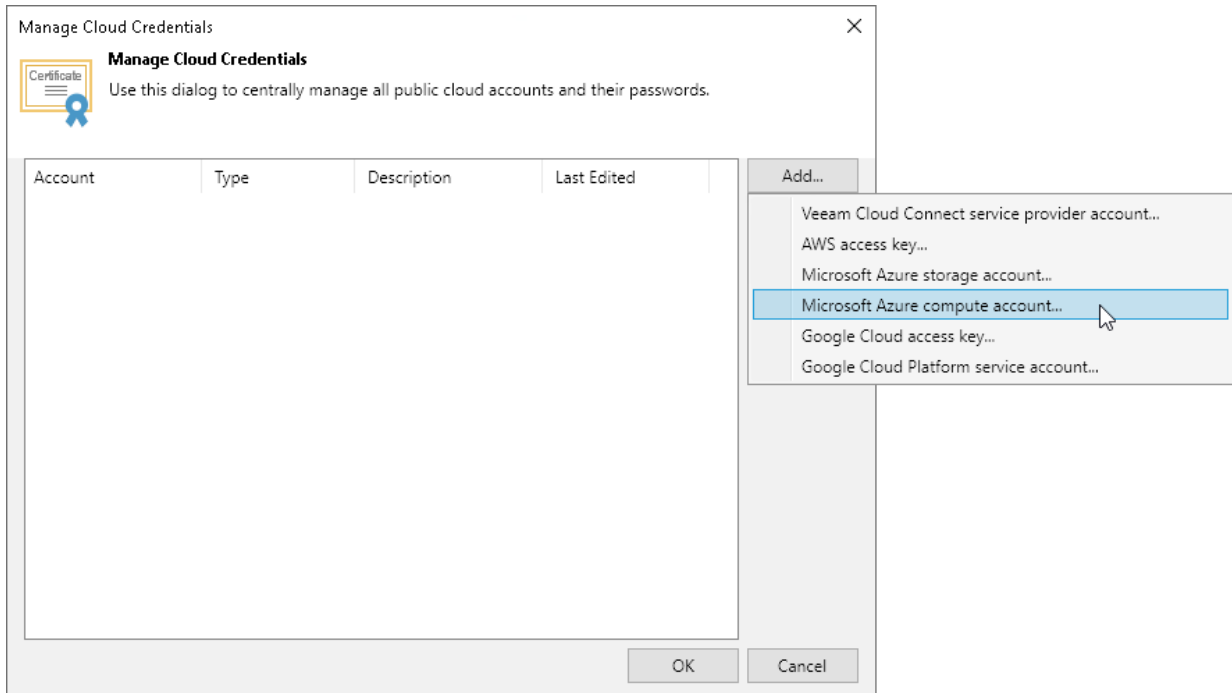 Manage Cloud Credentials
Manage Cloud Credentials
Certificate
Use this dialog to centrally manage all public cloud accounts and their passwords.
Account Type Description Last Edited
Add...
Veeam Cloud Connect service provider account...
AWS access key...
Microsoft Azure storage account...
Microsoft Azure compute account...
Google Cloud access key...
Google Cloud Platform service account...
OK Cancel